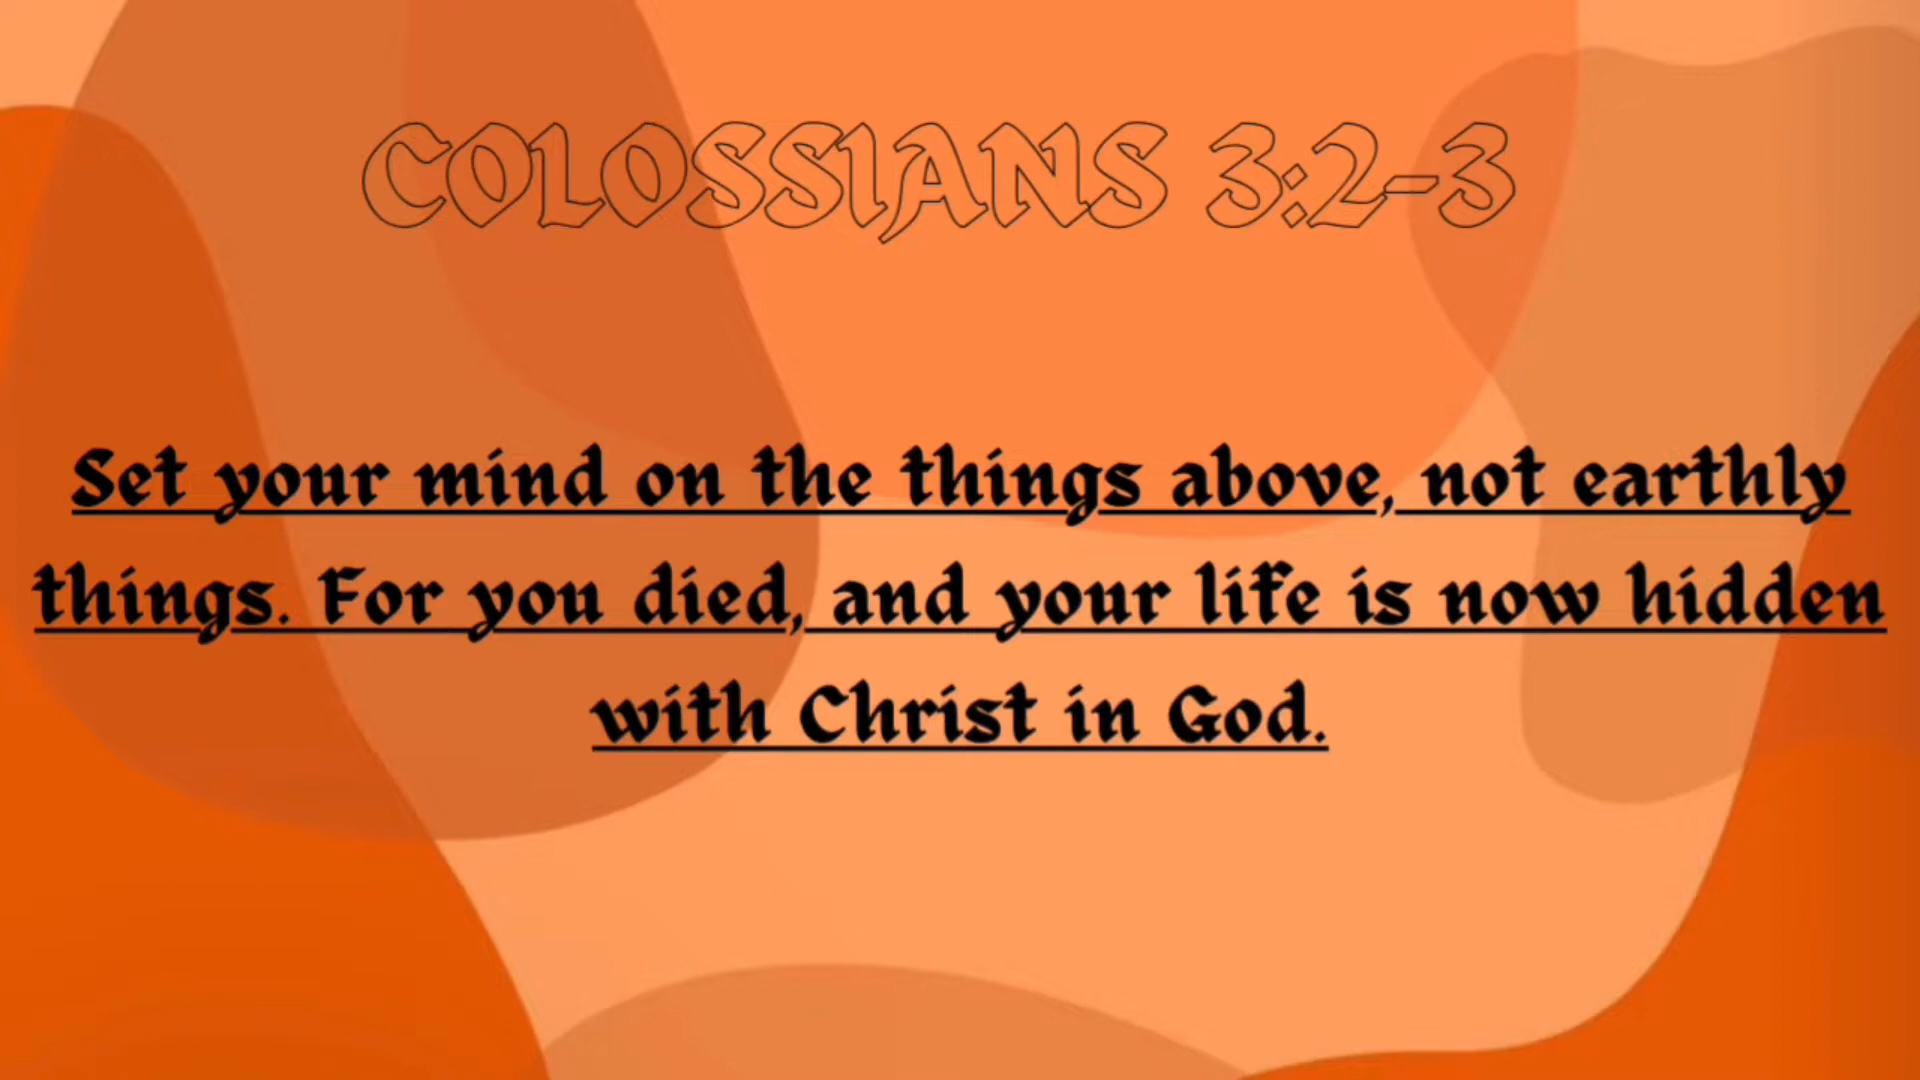 COLOSSIANS 3:2-3
Set your mind on the things above, not earthly
things. For you died, and your life is now hidden
with Christ in God.